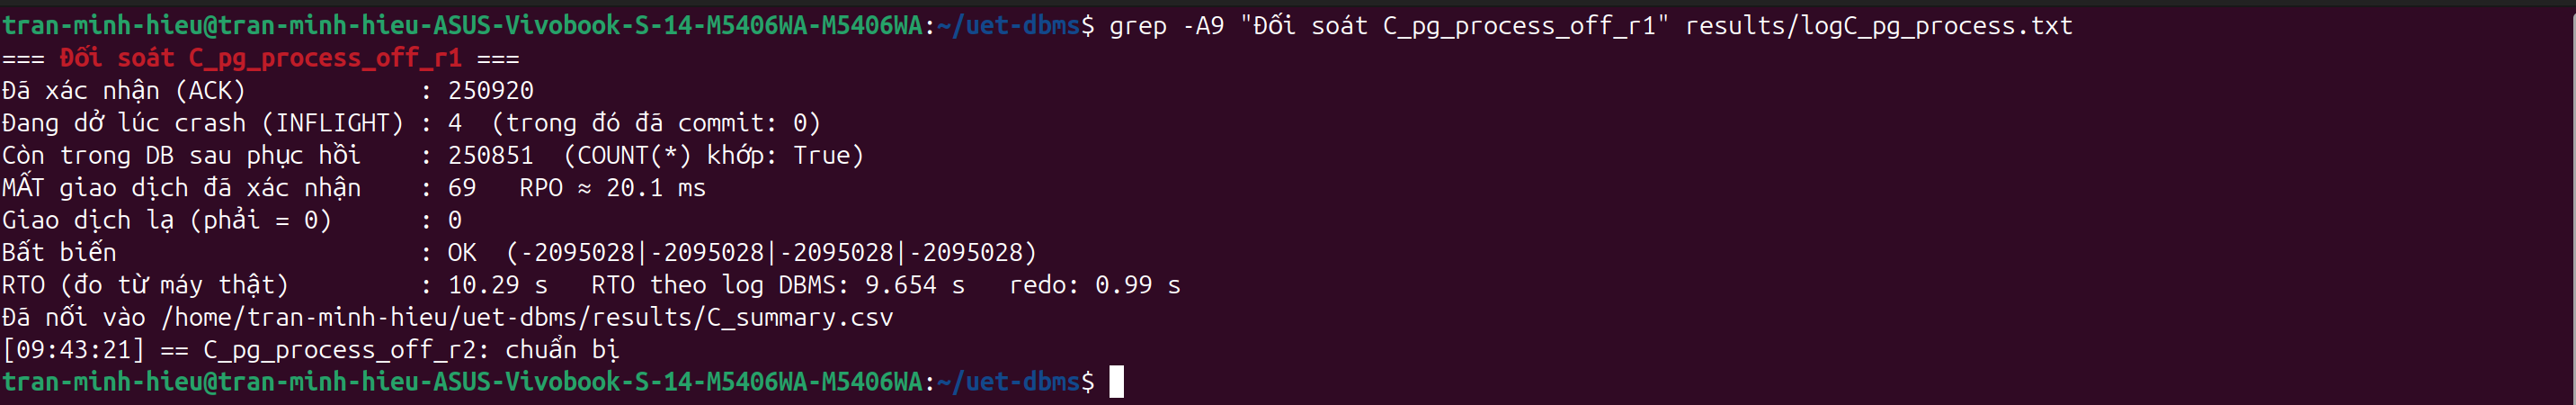 tran-minh-hieu@tran-minh-hieu-ASUS-Vivobook-S-14-M5406WA-M5406WA:~/uet-dbms$ grep -A9 "Đối soát C_pg_process_off_r1" results/logC_pg_process.txt
=== Đối soát C_pg_process_off_r1 ===
Đã xác nhận (ACK)            : 250920
Đang dở lúc crash (INFLIGHT) : 4  (trong đó đã commit: 0)
Còn trong DB sau phục hồi    : 250851  (COUNT(*) khớp: True)
MẤT giao dịch đã xác nhận    : 69   RPO ≈ 20.1 ms
Giao dịch lạ (phải = 0)      : 0
Bất biến                     : OK  (-2095028|-2095028|-2095028|-2095028)
RTO (đo từ máy thật)         : 10.29 s   RTO theo log DBMS: 9.654 s   redo: 0.99 s
Đã nối vào /home/tran-minh-hieu/uet-dbms/results/C_summary.csv
[09:43:21] == C_pg_process_off_r2: chuẩn bị
tran-minh-hieu@tran-minh-hieu-ASUS-Vivobook-S-14-M5406WA-M5406WA:~/uet-dbms$